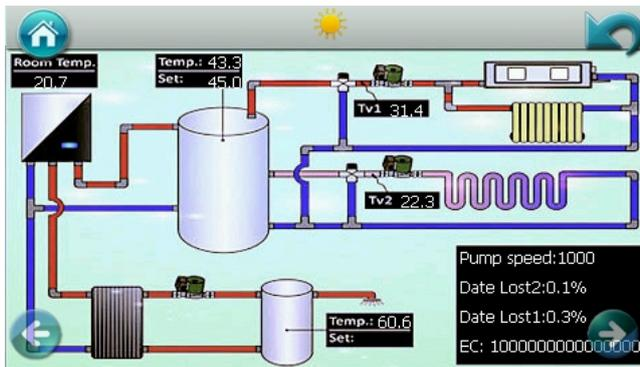 Room Temp.
20.7
Temp.: 43.3
Set: 45.0
Tv1 31.4
Tv2 22.3
Temp.: 60.6
Set:
Pump speed:1000
Date Lost2:0.1%
Date Lost1:0.3%
EC: 1000000000000000